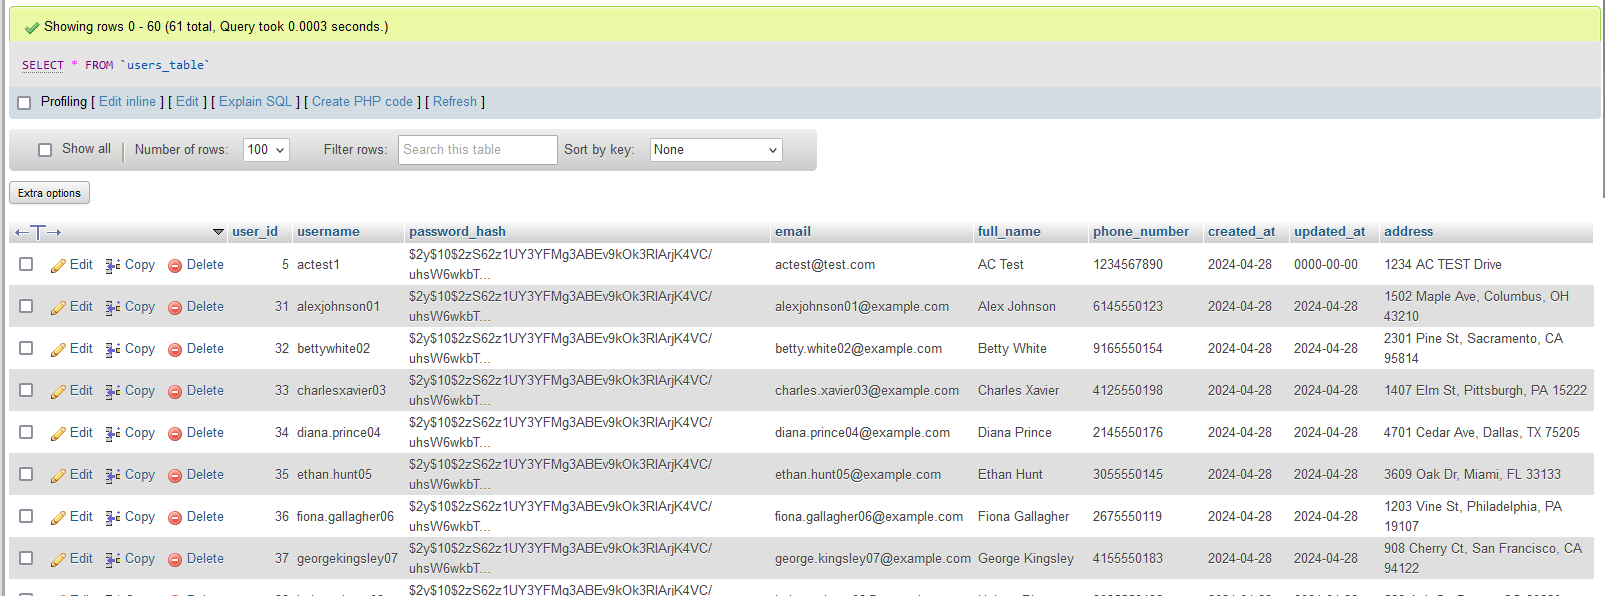 Showing rows 0 - 60 (61 total, Query took 0.0003 seconds.)
SELECT * FROM `users_table`
Profiling [ Edit inline ] [ Edit ] [ Explain SQL ] [ Create PHP code ] [ Refresh ]
Show all | Number of rows: 100 Filter rows: Search this table Sort by key: None
Extra options
←T→ user_id username password_hash email full_name phone_number created_at updated_at address
Edit Copy Delete 5 actest1 $2y$10$2zS62z1UY3YFMg3ABEv9kOk3RlArjK4VC/ actest@test.com AC Test 1234567890 2024-04-28 0000-00-00 1234 AC TEST Drive
uhsW6wkbT...
Edit Copy Delete 31 alexjohnson01 $2y$10$2zS62z1UY3YFMg3ABEv9kOk3RlArjK4VC/ alexjohnson01@example.com Alex Johnson 6145550123 2024-04-28 2024-04-28 1502 Maple Ave, Columbus, OH
uhsW6wkbT... 43210
Edit Copy Delete 32 bettywhite02 $2y$10$2zS62z1UY3YFMg3ABEv9kOk3RlArjK4VC/ betty.white02@example.com Betty White 9165550154 2024-04-28 2024-04-28 2301 Pine St, Sacramento, CA
uhsW6wkbT... 95814
Edit Copy Delete 33 charlesxavier03 $2y$10$2zS62z1UY3YFMg3ABEv9kOk3RlArjK4VC/ charles.xavier03@example.com Charles Xavier 4125550198 2024-04-28 2024-04-28 1407 Elm St, Pittsburgh, PA 15222
uhsW6wkbT...
Edit Copy Delete 34 diana.prince04 $2y$10$2zS62z1UY3YFMg3ABEv9kOk3RlArjK4VC/ diana.prince04@example.com Diana Prince 2145550176 2024-04-28 2024-04-28 4701 Cedar Ave, Dallas, TX 75205
uhsW6wkbT...
Edit Copy Delete 35 ethan.hunt05 $2y$10$2zS62z1UY3YFMg3ABEv9kOk3RlArjK4VC/ ethan.hunt05@example.com Ethan Hunt 3055550145 2024-04-28 2024-04-28 3609 Oak Dr, Miami, FL 33133
uhsW6wkbT...
Edit Copy Delete 36 fiona.gallagher06 $2y$10$2zS62z1UY3YFMg3ABEv9kOk3RlArjK4VC/ fiona.gallagher06@example.com Fiona Gallagher 2675550119 2024-04-28 2024-04-28 1203 Vine St, Philadelphia, PA
uhsW6wkbT... 19107
Edit Copy Delete 37 georgekingsley07 $2y$10$2zS62z1UY3YFMg3ABEv9kOk3RlArjK4VC/ george.kingsley07@example.com George Kingsley 4155550183 2024-04-28 2024-04-28 908 Cherry Ct, San Francisco, CA
uhsW6wkbT... 94122
$2y$10$2zS62z1UY3YFMg3ABEv9kOk3RlArjK4VC/